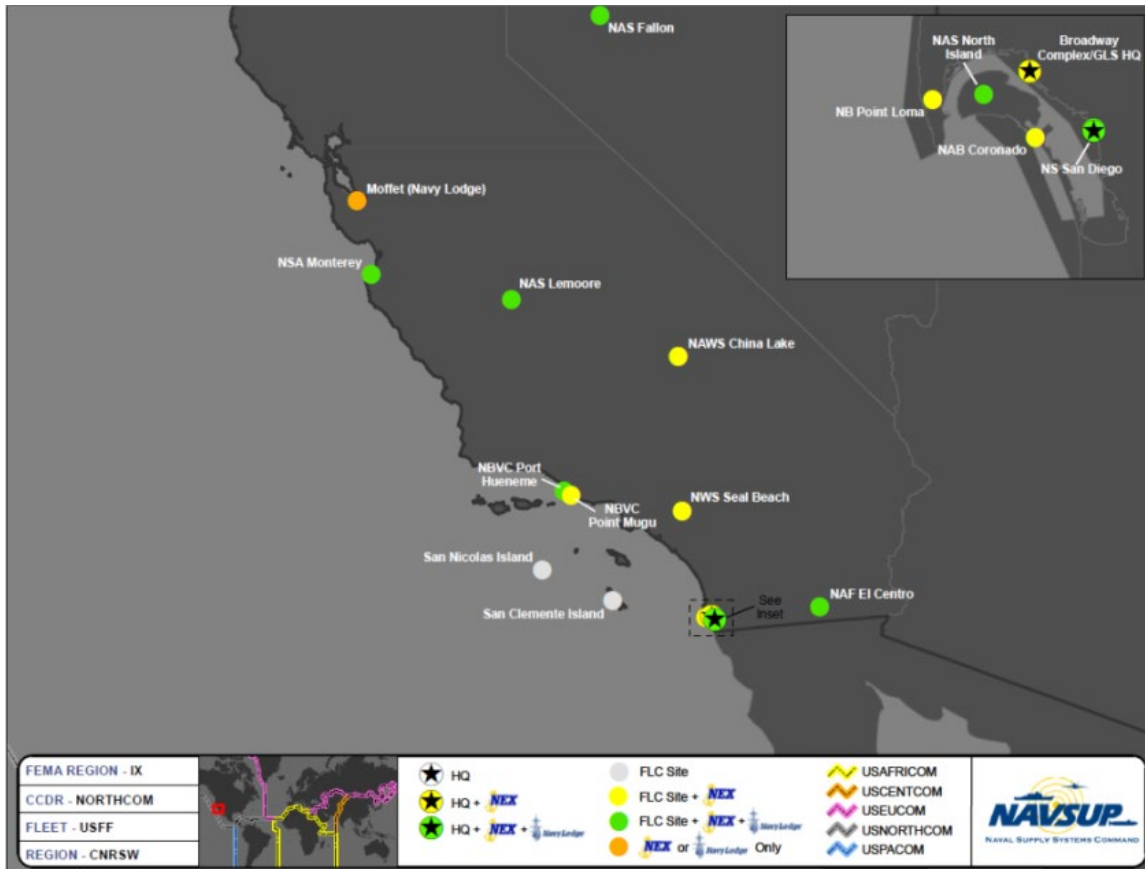 NAS Fallon
NAS North
Island
Broadway
Complex/GLS HQ
NB Point Loma
NAB Coronado
NS San Diego
Moffet (Navy Lodge)
NSA Monterey
NAS Lemoore
NAWS China Lake
NBVC Port
Hueneme
NBVC
Point Mugu
NWS Seal Beach
San Nicolas Island
San Clemente Island
See
Inset
NAF El Centro
FEMA REGION - IX
CCDR - NORTHCOM
FLEET - USFF
REGION - CNRSW
HQ
HQ + NEX
HQ + NEX + Navy Lodge
FLC Site
FLC Site + NEX
FLC Site + NEX + Navy Lodge
NEX or Navy Lodge Only
USAFRICOM
USCENTCOM
USEUCOM
USNORTHCOM
USPACOM
NAVSUP
NAVAL SUPPLY SYSTEMS COMMAND